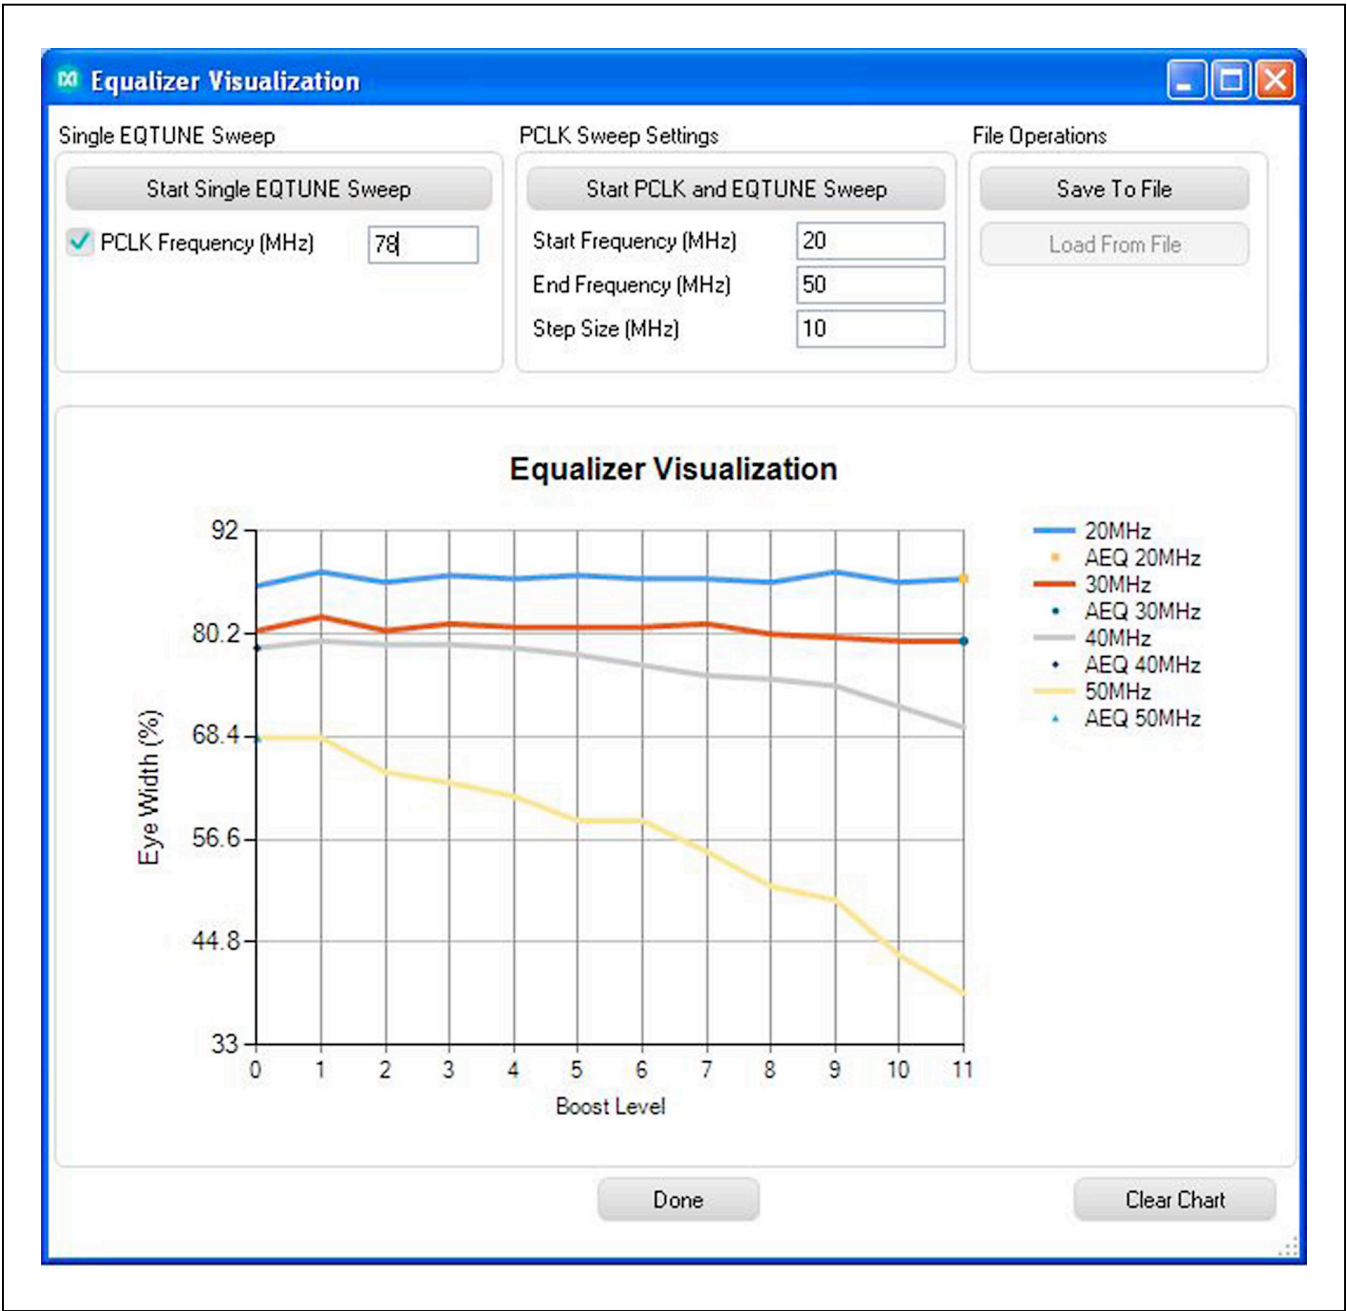 Equalizer Visualization
Single EQTUNE Sweep
Start Single EQTUNE Sweep
PCLK Frequency (MHz) 78
PCLK Sweep Settings
Start PCLK and EQTUNE Sweep
Start Frequency (MHz) 20
End Frequency (MHz) 50
Step Size (MHz) 10
File Operations
Save To File
Load From File
Equalizer Visualization
Eye Width (%)
92
80.2
68.4
56.6
44.8
33
0 1 2 3 4 5 6 7 8 9 10 11
Boost Level
20MHz
AEQ 20MHz
30MHz
AEQ 30MHz
40MHz
AEQ 40MHz
50MHz
AEQ 50MHz
Done
Clear Chart